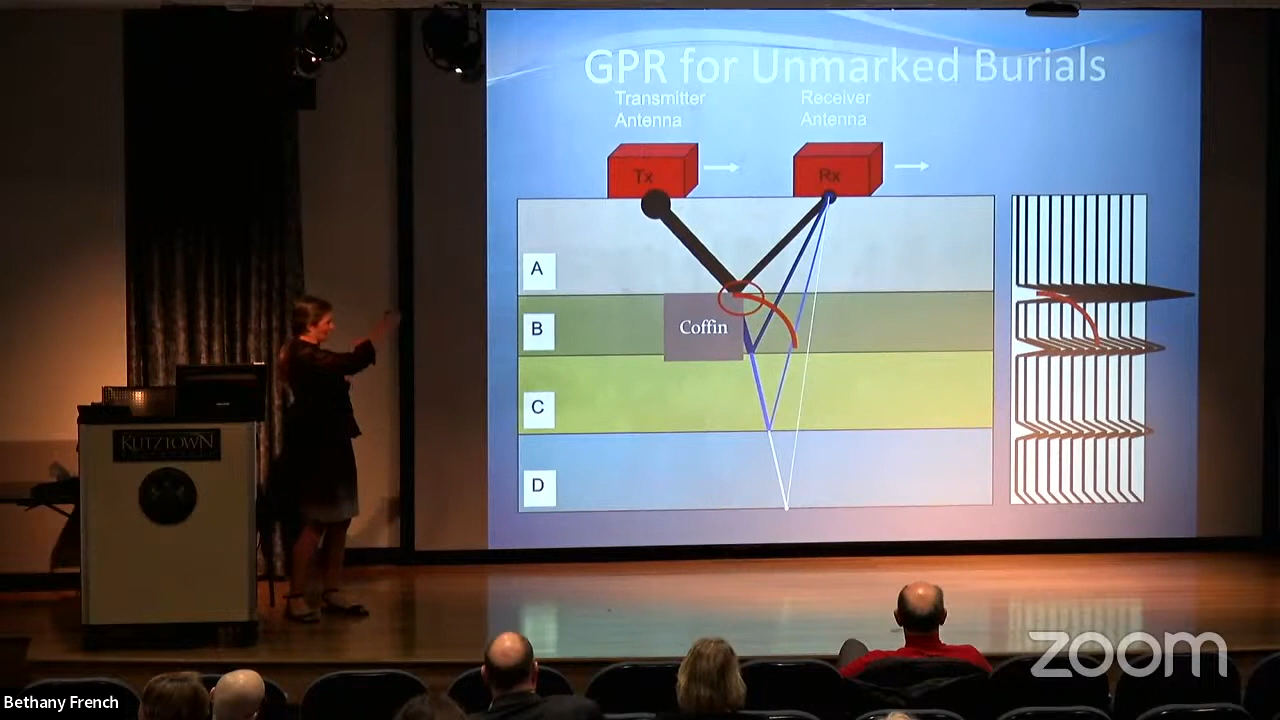 GPR for Unmarked Burials
Transmitter
Antenna
Receiver
Antenna
Tx
Rx
A
B
Coffin
C
D
KUTZTOWN
zoom
Bethany French